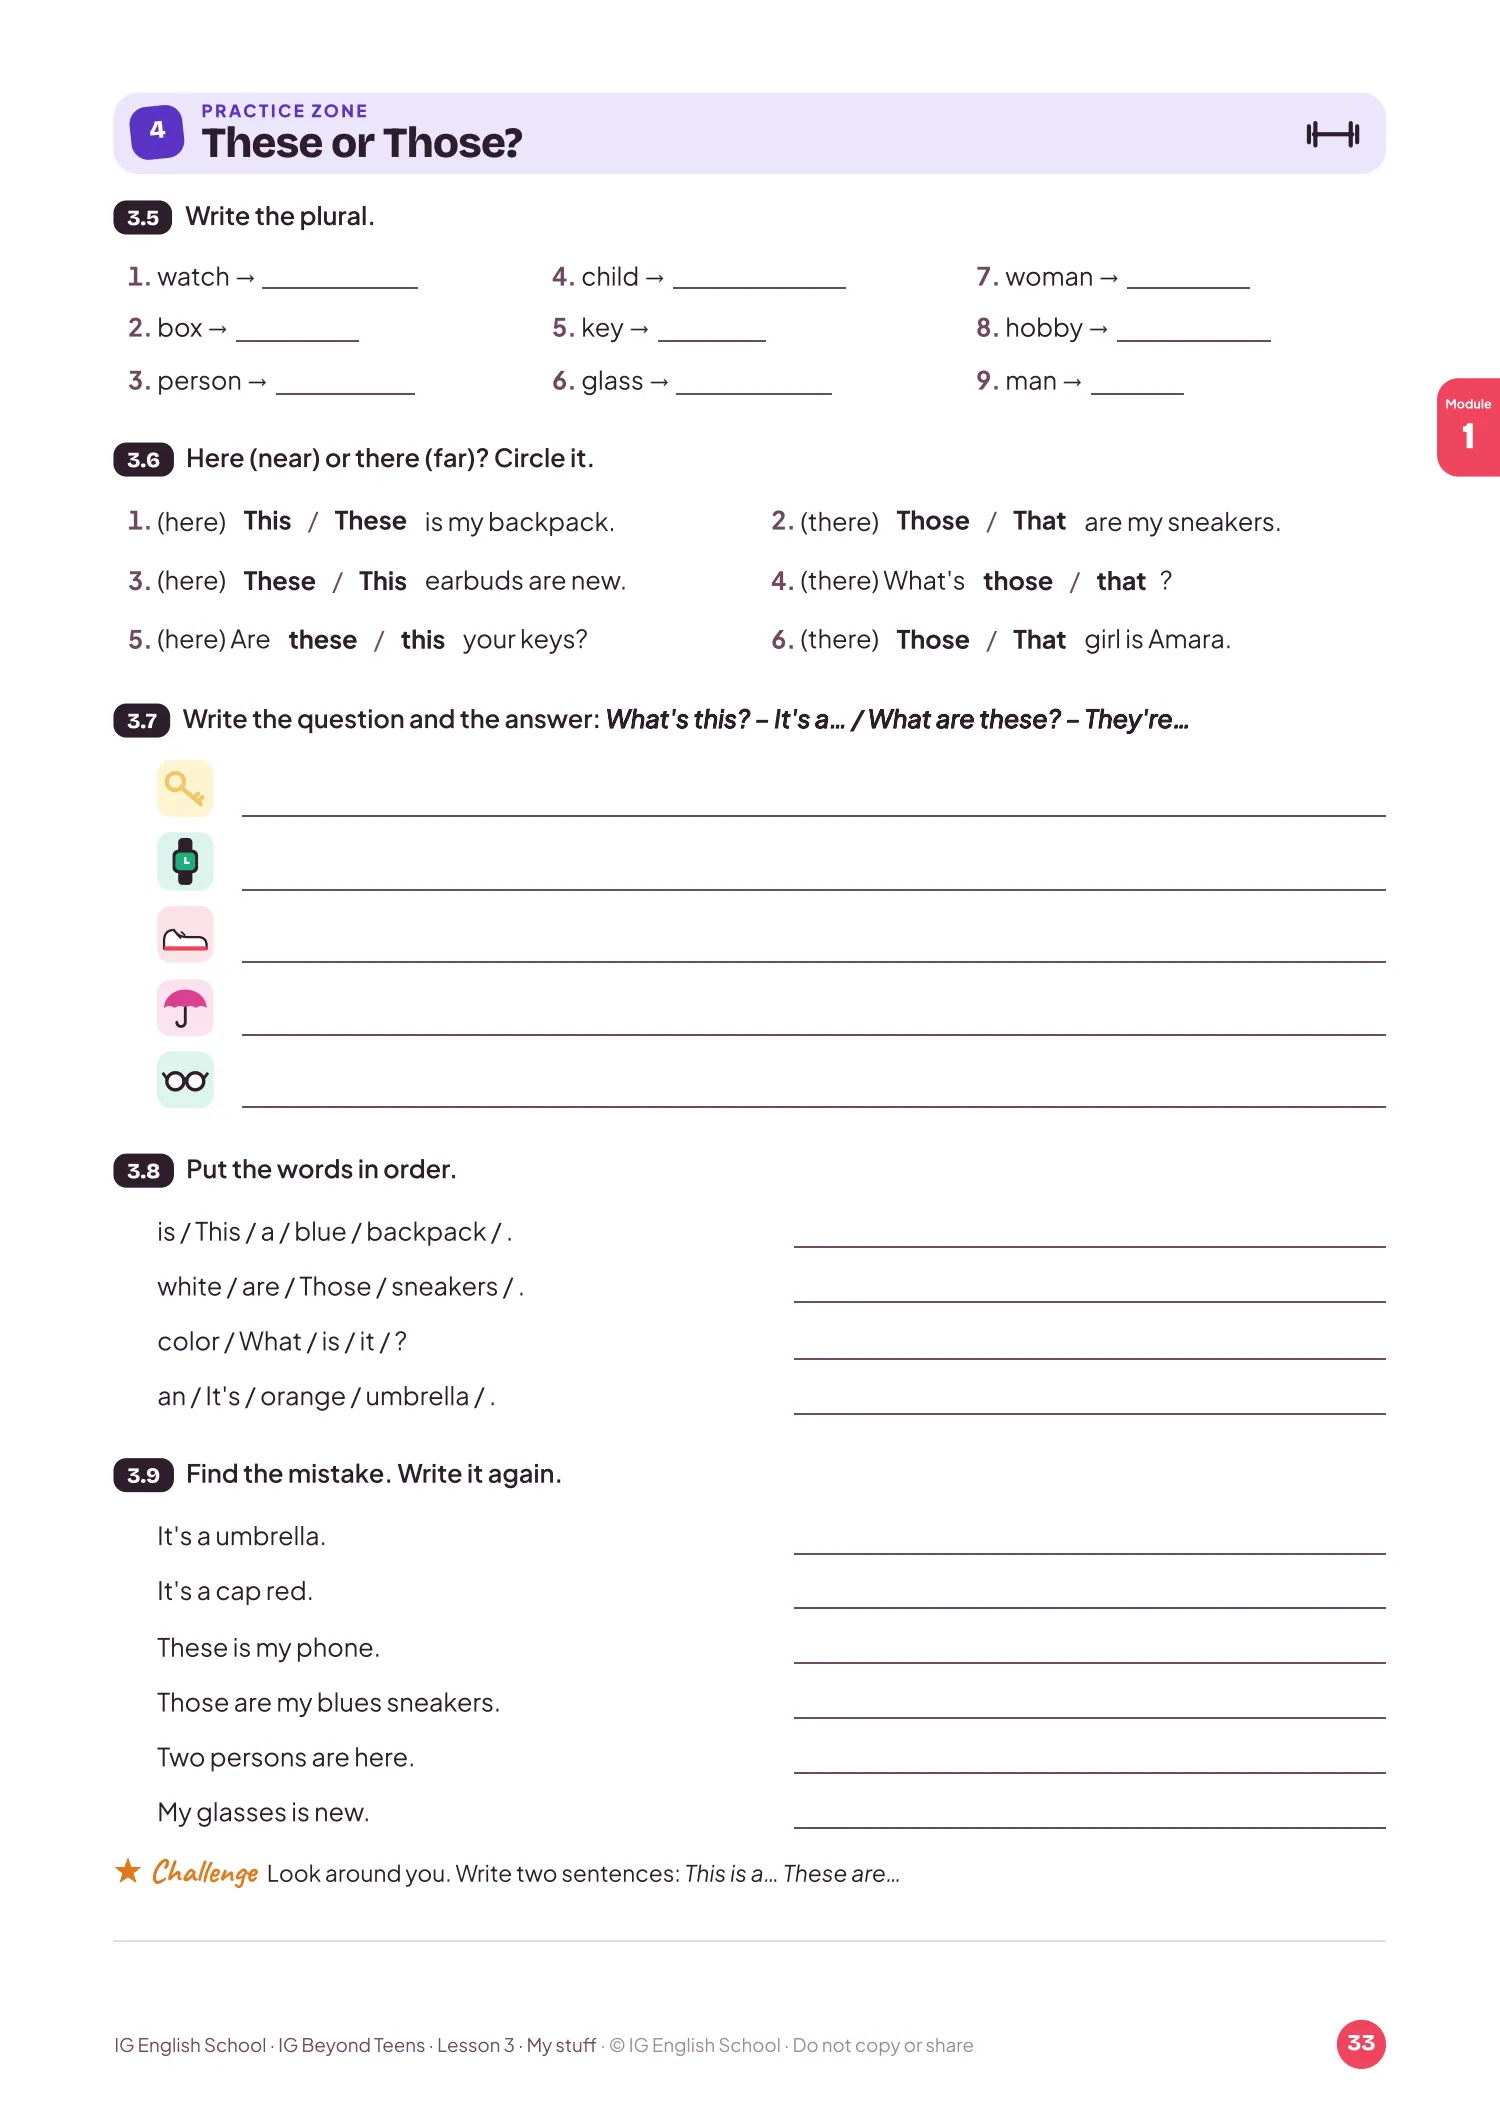 4
PRACTICE ZONE
These or Those?
3.5 Write the plural.
1. watch → ____________
4. child → ____________
7. woman → ____________
2. box → ____________
5. key → ____________
8. hobby → ____________
3. person → ____________
6. glass → ____________
9. man → ____________
Module
1
3.6 Here (near) or there (far)? Circle it.
1. (here) This / These is my backpack.
2. (there) Those / That are my sneakers.
3. (here) These / This earbuds are new.
4. (there) What's those / that ?
5. (here) Are these / this your keys?
6. (there) Those / That girl is Amara.
3.7 Write the question and the answer: What's this? – It's a... / What are these? – They're...
3.8 Put the words in order.
is / This / a / blue / backpack / .
white / are / Those / sneakers / .
color / What / is / it / ?
an / It's / orange / umbrella / .
3.9 Find the mistake. Write it again.
It's a umbrella.
It's a cap red.
These is my phone.
Those are my blues sneakers.
Two persons are here.
My glasses is new.
★ Challenge Look around you. Write two sentences: This is a... These are...
IG English School · IG Beyond Teens · Lesson 3 · My stuff · © IG English School · Do not copy or share
33